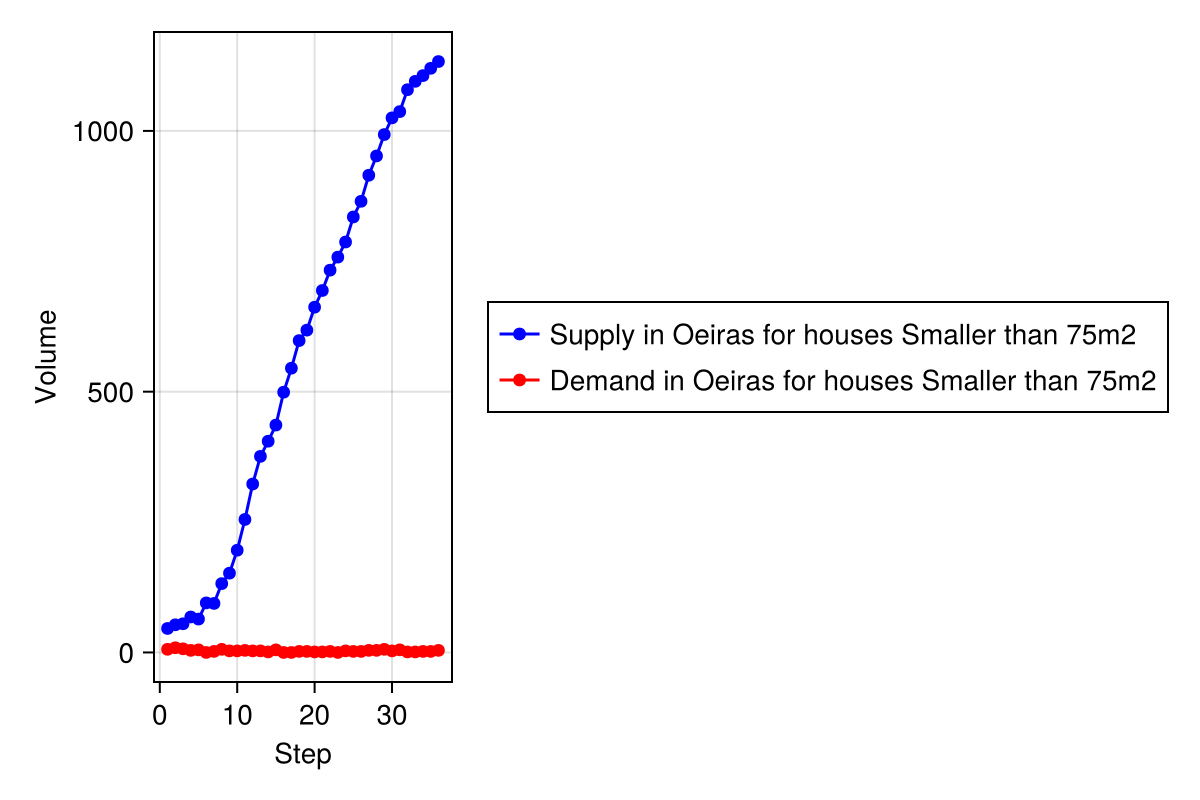 1000
500
0
Volume
0 10 20 30
Step
Supply in Oeiras for houses Smaller than 75m2
Demand in Oeiras for houses Smaller than 75m2